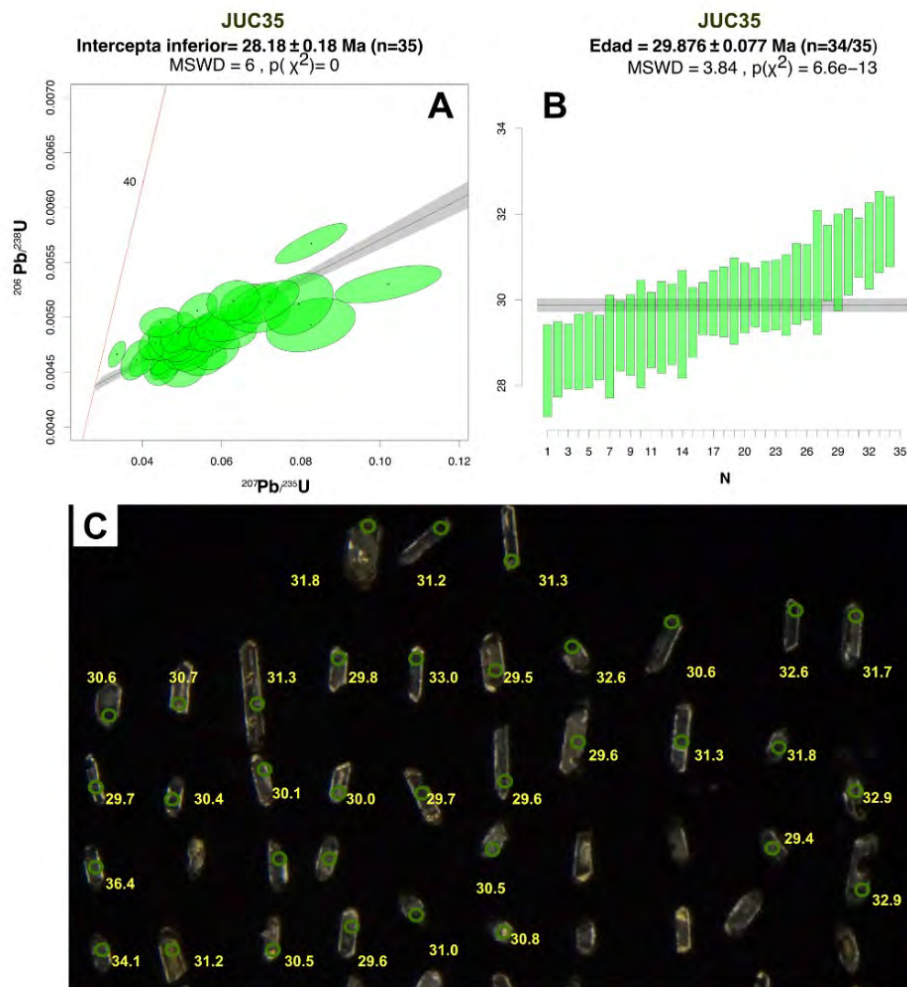 JUC35
Intercepta inferior= 28.18 ± 0.18 Ma (n=35)
MSWD = 6 , p( χ²)= 0
A
40
²⁰⁶Pb/²³⁸U
0.0070
0.0065
0.0060
0.0055
0.0050
0.0045
0.0040
0.04 0.06 0.08 0.10 0.12
²⁰⁷Pb/²³⁵U
JUC35
Edad = 29.876 ± 0.077 Ma (n=34/35)
MSWD = 3.84 , p(χ²) = 6.6e−13
B
34
32
30
28
1 3 5 7 9 11 14 17 20 23 26 29 32 35
N
C
31.8 31.2 31.3
30.6 30.7 31.3 29.8 33.0 29.5 32.6 30.6 32.6 31.7
29.7 30.4 30.1 30.0 29.7 29.6 29.6 31.3 31.8 32.9
36.4 30.5 29.4 32.9
34.1 31.2 30.5 29.6 31.0 30.8